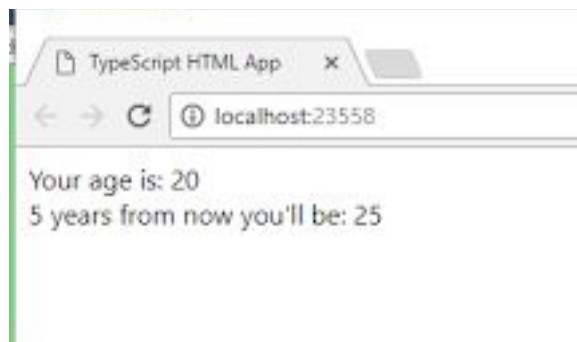 TypeScript HTML App
localhost:23558
Your age is: 20
5 years from now you'll be: 25